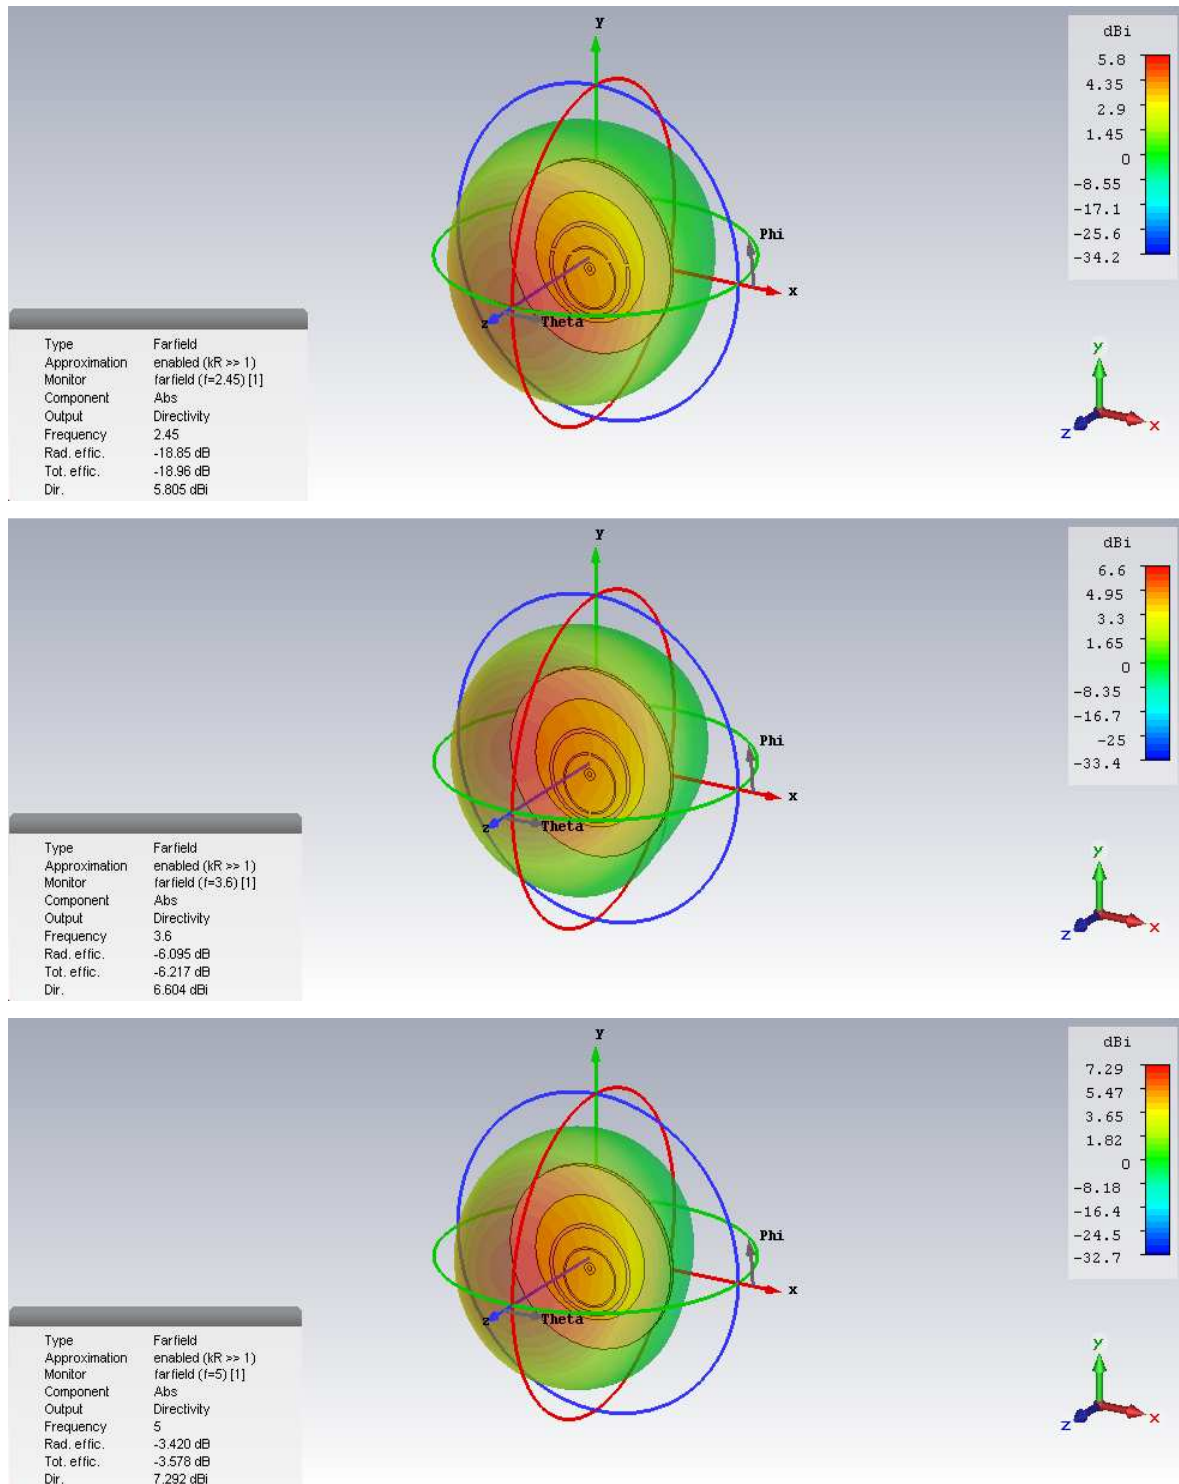 y
dBi
5.8
4.35
2.9
1.45
0
-8.55
-17.1
-25.6
-34.2
Phi
x
z
Theta
Type Farfield
Approximation enabled (kR >> 1)
Monitor farfield (f=2.45) [1]
Component Abs
Output Directivity
Frequency 2.45
Rad. effic. -18.85 dB
Tot. effic. -18.96 dB
Dir. 5.805 dBi
y
z
x
y
dBi
6.6
4.95
3.3
1.65
0
-8.35
-16.7
-25
-33.4
Phi
x
z
Theta
Type Farfield
Approximation enabled (kR >> 1)
Monitor farfield (f=3.6) [1]
Component Abs
Output Directivity
Frequency 3.6
Rad. effic. -6.095 dB
Tot. effic. -6.217 dB
Dir. 6.604 dBi
y
z
x
y
dBi
7.29
5.47
3.65
1.82
0
-8.18
-16.4
-24.5
-32.7
Phi
x
z
Theta
Type Farfield
Approximation enabled (kR >> 1)
Monitor farfield (f=5) [1]
Component Abs
Output Directivity
Frequency 5
Rad. effic. -3.420 dB
Tot. effic. -3.578 dB
Dir. 7.292 dBi
y
z
x